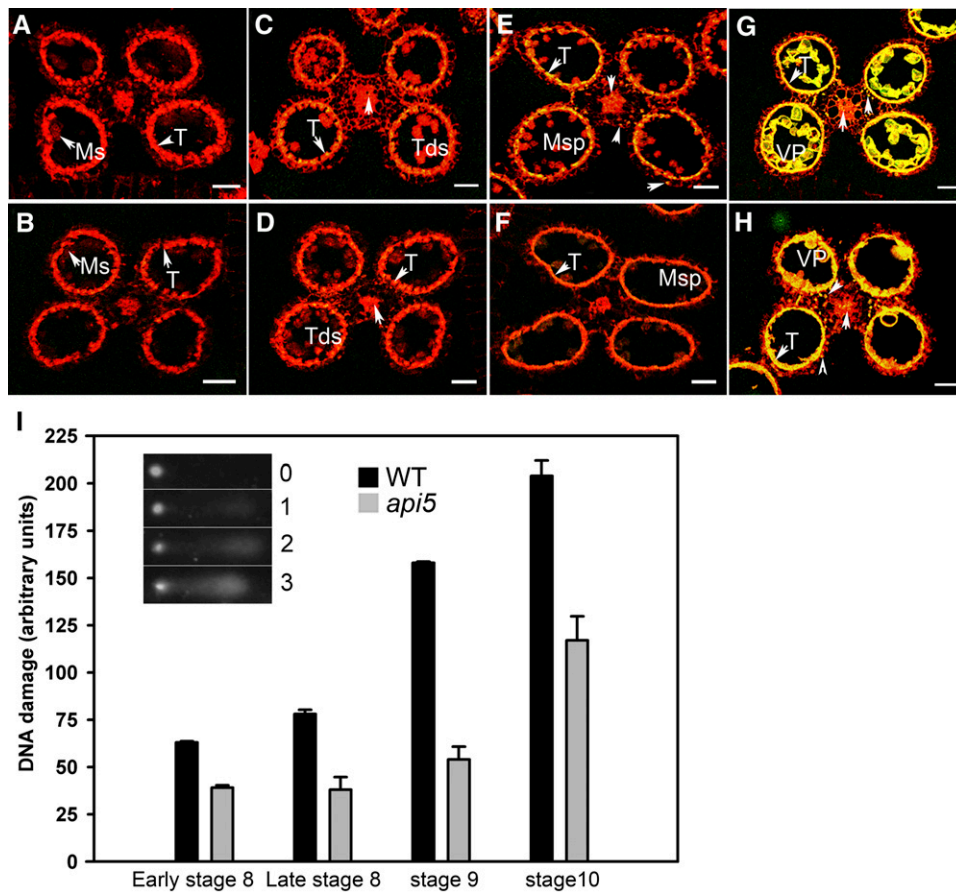 A
Ms
T
C
T
Tds
E
T
Msp
G
T
VP
B
Ms
T
D
T
Tds
F
T
Msp
H
VP
T
I
DNA damage (arbitrary units)
225
200
175
150
125
100
75
50
25
0
0
1
2
3
WT
api5
Early stage 8
Late stage 8
stage 9
stage10